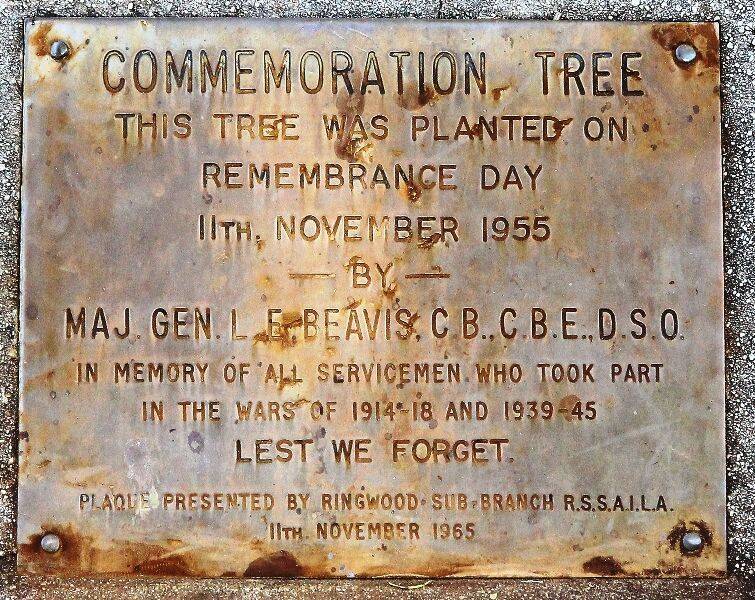 COMMEMORATION TREE
THIS TREE WAS PLANTED ON
REMEMBRANCE DAY
11TH. NOVEMBER 1955
— BY —
MAJ. GEN. L. E. BEAVIS, C.B., C.B.E., D.S.O.
IN MEMORY OF ALL SERVICEMEN WHO TOOK PART
IN THE WARS OF 1914-18 AND 1939-45
LEST WE FORGET.
PLAQUE PRESENTED BY RINGWOOD SUB-BRANCH R.S.S.A.I.L.A.
11TH. NOVEMBER 1965